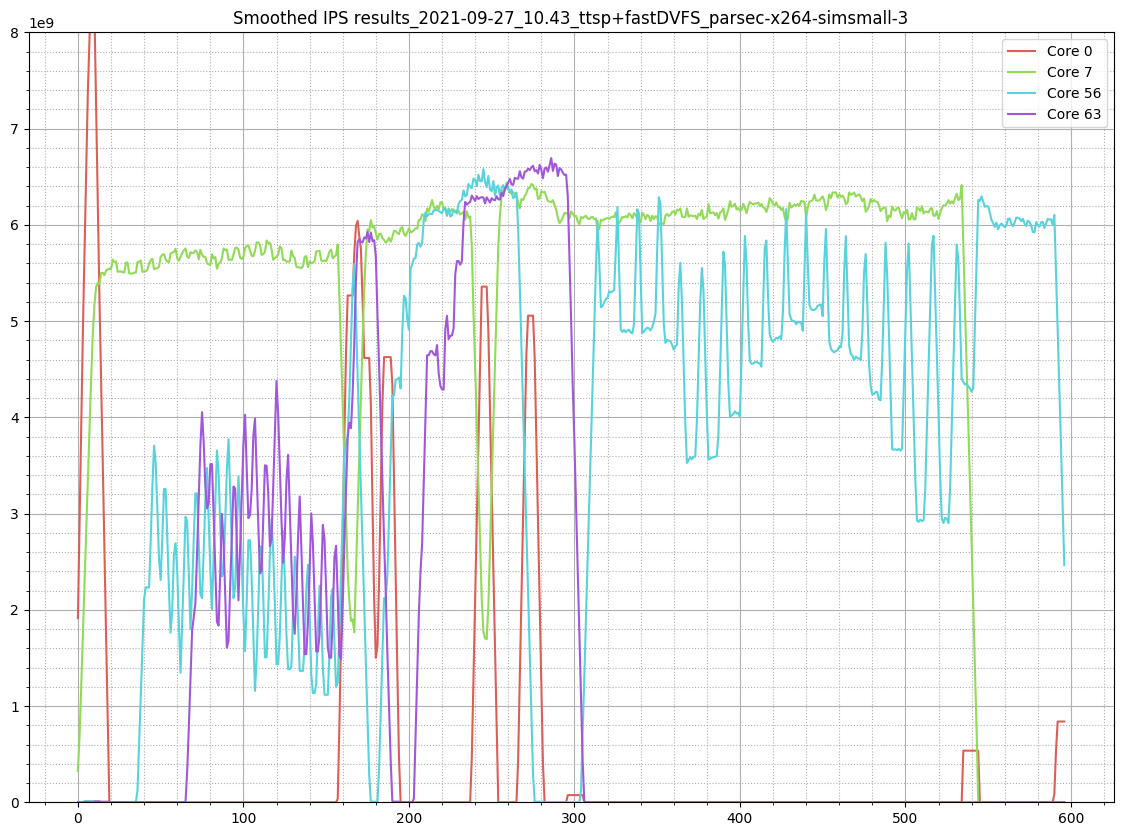 Smoothed IPS results_2021-09-27_10.43_ttsp+fastDVFS_parsec-x264-simsmall-3
1e9
Core 0
Core 7
Core 56
Core 63
8
7
6
5
4
3
2
1
0
0 100 200 300 400 500 600